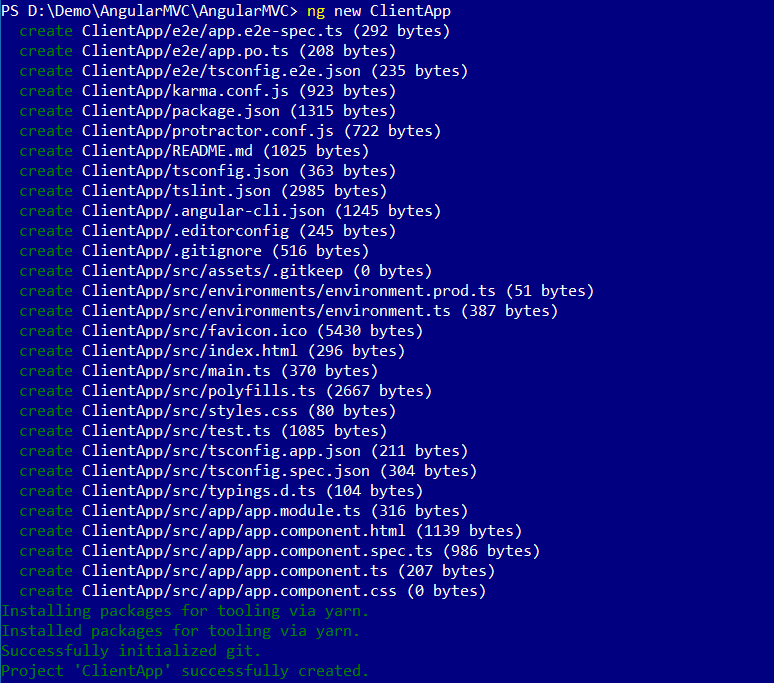 PS D:\Demo\AngularMVC\AngularMVC> ng new ClientApp
  create ClientApp/e2e/app.e2e-spec.ts (292 bytes)
  create ClientApp/e2e/app.po.ts (208 bytes)
  create ClientApp/e2e/tsconfig.e2e.json (235 bytes)
  create ClientApp/karma.conf.js (923 bytes)
  create ClientApp/package.json (1315 bytes)
  create ClientApp/protractor.conf.js (722 bytes)
  create ClientApp/README.md (1025 bytes)
  create ClientApp/tsconfig.json (363 bytes)
  create ClientApp/tslint.json (2985 bytes)
  create ClientApp/.angular-cli.json (1245 bytes)
  create ClientApp/.editorconfig (245 bytes)
  create ClientApp/.gitignore (516 bytes)
  create ClientApp/src/assets/.gitkeep (0 bytes)
  create ClientApp/src/environments/environment.prod.ts (51 bytes)
  create ClientApp/src/environments/environment.ts (387 bytes)
  create ClientApp/src/favicon.ico (5430 bytes)
  create ClientApp/src/index.html (296 bytes)
  create ClientApp/src/main.ts (370 bytes)
  create ClientApp/src/polyfills.ts (2667 bytes)
  create ClientApp/src/styles.css (80 bytes)
  create ClientApp/src/test.ts (1085 bytes)
  create ClientApp/src/tsconfig.app.json (211 bytes)
  create ClientApp/src/tsconfig.spec.json (304 bytes)
  create ClientApp/src/typings.d.ts (104 bytes)
  create ClientApp/src/app/app.module.ts (316 bytes)
  create ClientApp/src/app/app.component.html (1139 bytes)
  create ClientApp/src/app/app.component.spec.ts (986 bytes)
  create ClientApp/src/app/app.component.ts (207 bytes)
  create ClientApp/src/app/app.component.css (0 bytes)
Installing packages for tooling via yarn.
Installed packages for tooling via yarn.
Successfully initialized git.
Project 'ClientApp' successfully created.